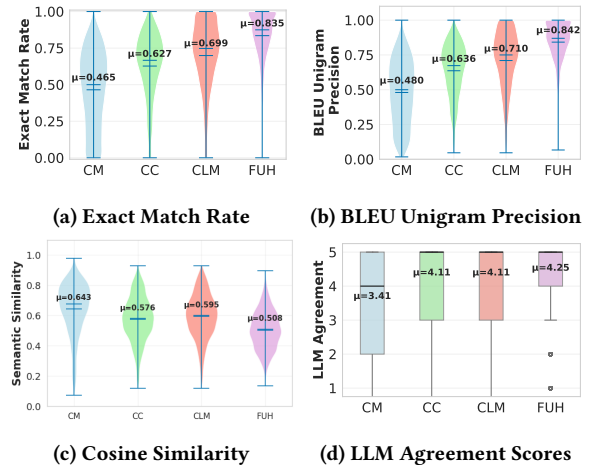 1.00
0.75
0.50
0.25
0.00
Exact Match Rate
μ=0.465
μ=0.627
μ=0.699
μ=0.835
CM CC CLM FUH
(a) Exact Match Rate
1.00
0.75
0.50
0.25
0.00
BLEU Unigram
Precision
μ=0.480
μ=0.636
μ=0.710
μ=0.842
CM CC CLM FUH
(b) BLEU Unigram Precision
1.0
0.8
0.6
0.4
0.2
0.0
Semantic Similarity
μ=0.643
μ=0.576
μ=0.595
μ=0.508
CM CC CLM FUH
(c) Cosine Similarity
5
4
3
2
1
LLM Agreement
μ=3.41
μ=4.11
μ=4.11
μ=4.25
CM CC CLM FUH
(d) LLM Agreement Scores